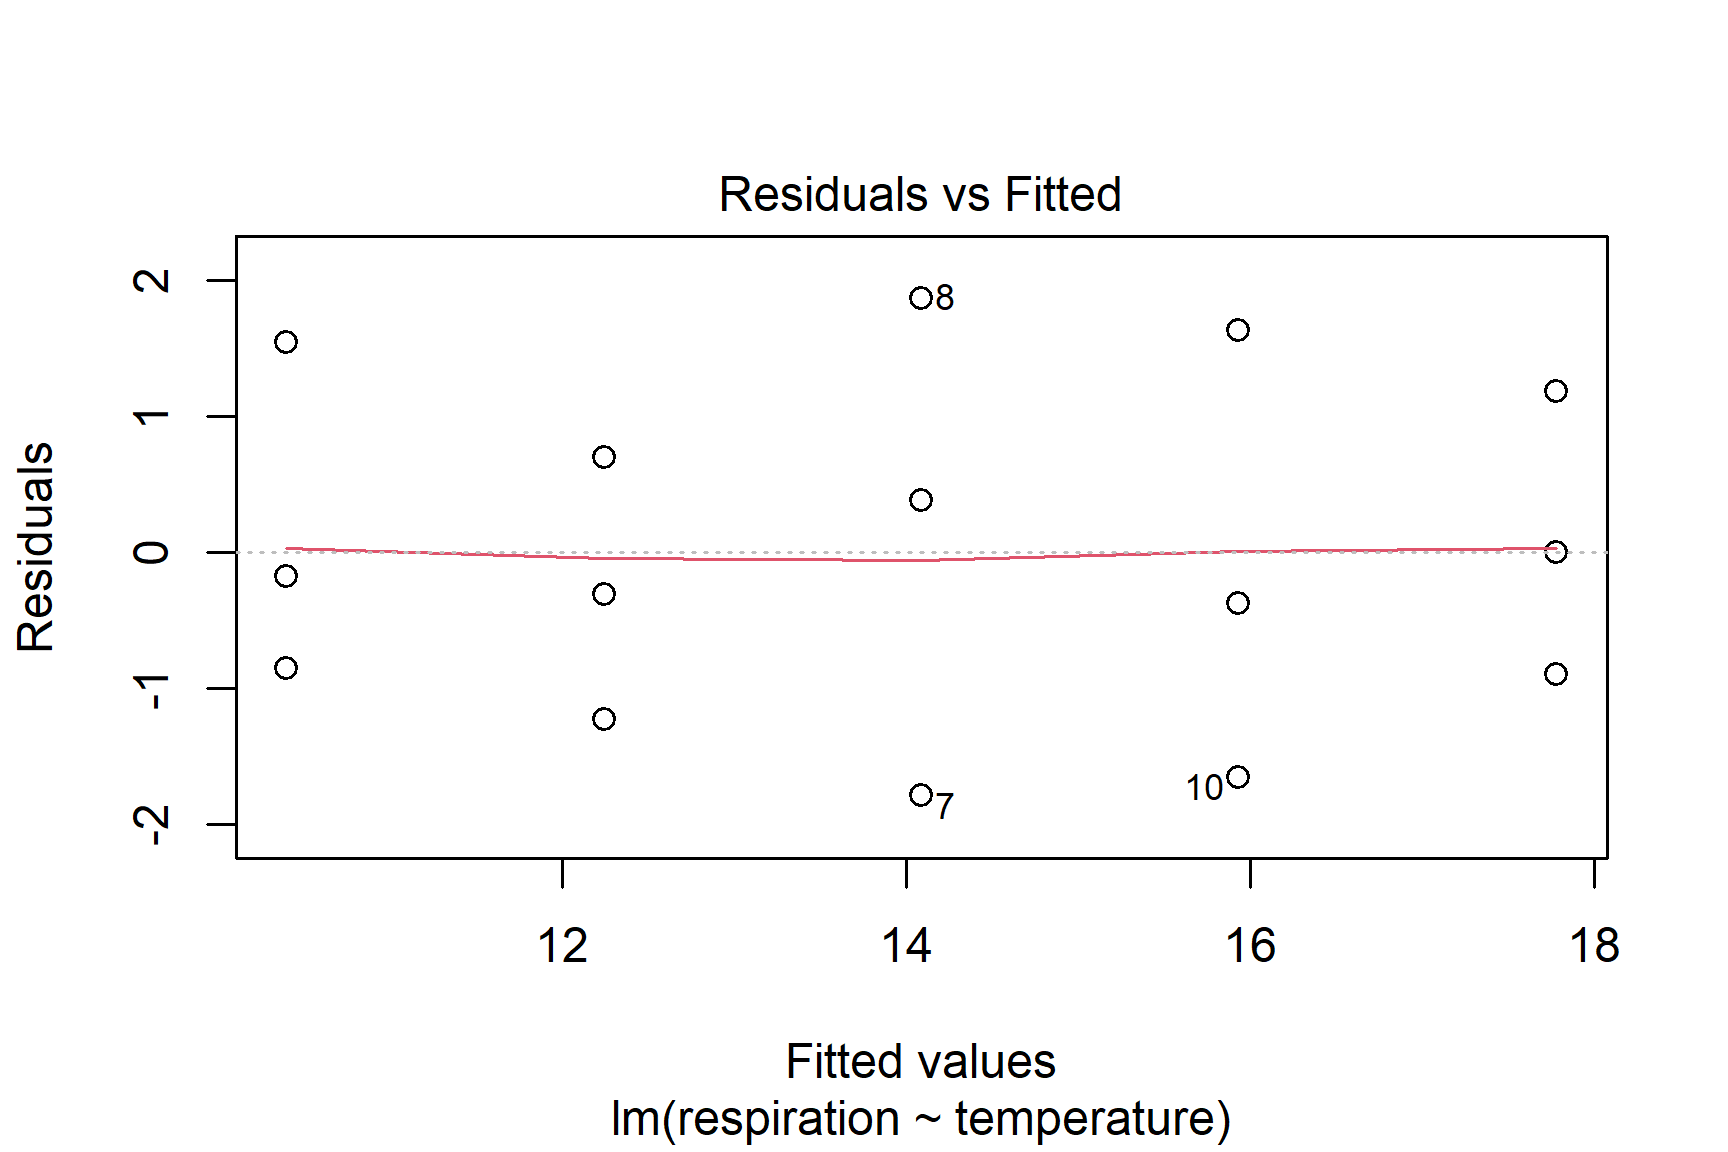 Residuals vs Fitted
Residuals
2
1
0
-1
-2
8
7
10
12 14 16 18
Fitted values
lm(respiration ~ temperature)